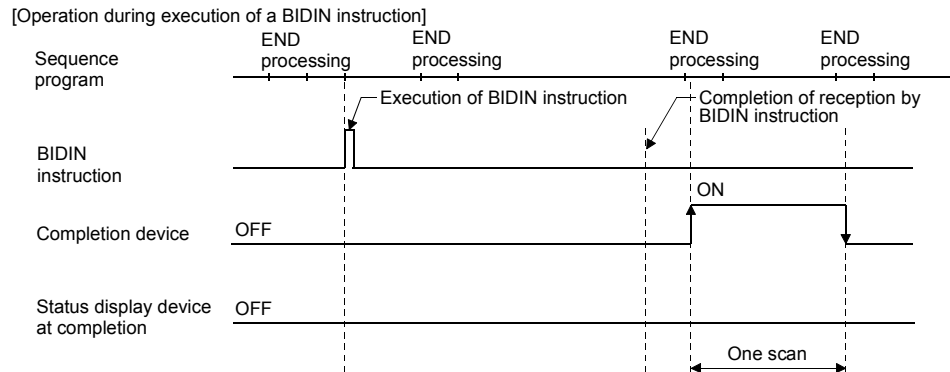 [Operation during execution of a BIDIN instruction]
END
processing
END
processing
END
processing
END
processing
Sequence
program
Execution of BIDIN instruction
Completion of reception by
BIDIN instruction
BIDIN
instruction
ON
Completion device
OFF
Status display device
at completion
OFF
One scan